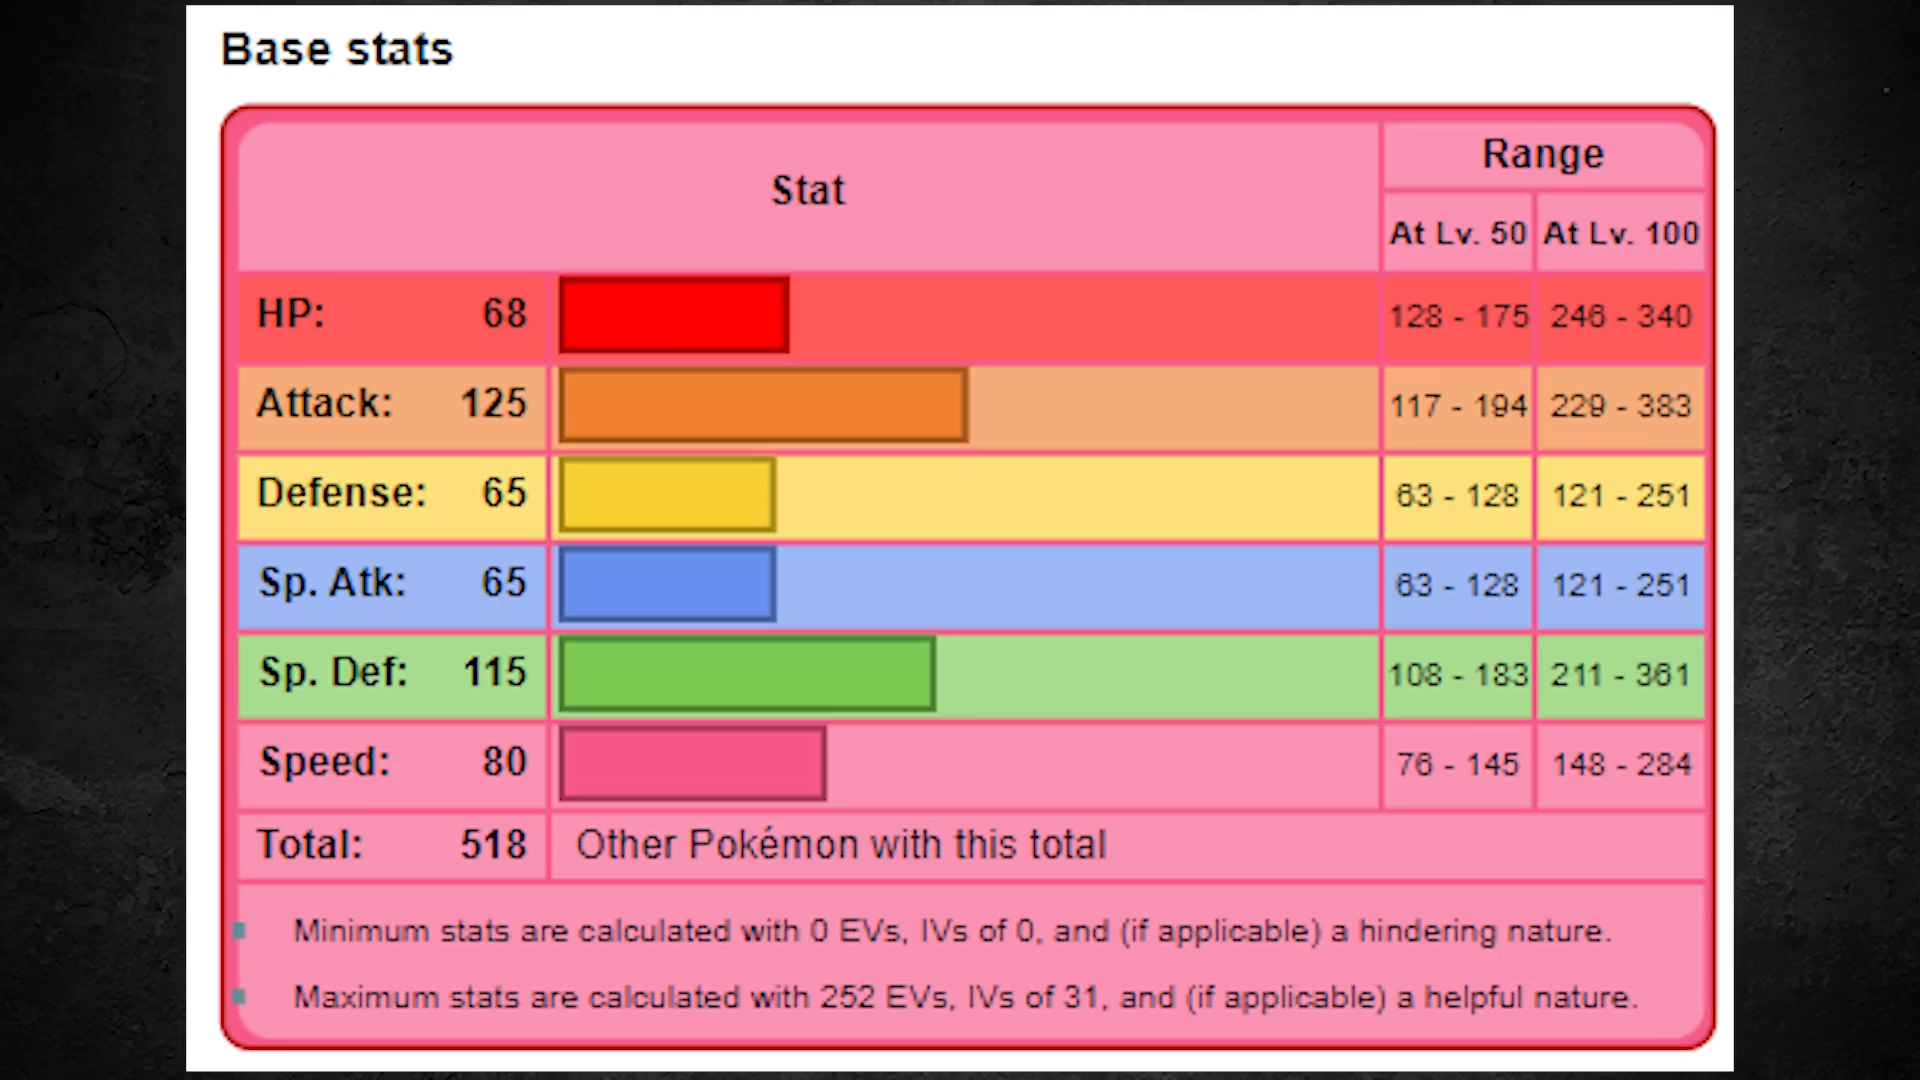 Base stats
Stat
Range
At Lv. 50 At Lv. 100
HP: 68 128 - 175 246 - 340
Attack: 125 117 - 194 229 - 383
Defense: 65 63 - 128 121 - 251
Sp. Atk: 65 63 - 128 121 - 251
Sp. Def: 115 108 - 183 211 - 361
Speed: 80 76 - 145 148 - 284
Total: 518 Other Pokémon with this total
Minimum stats are calculated with 0 EVs, IVs of 0, and (if applicable) a hindering nature.
Maximum stats are calculated with 252 EVs, IVs of 31, and (if applicable) a helpful nature.